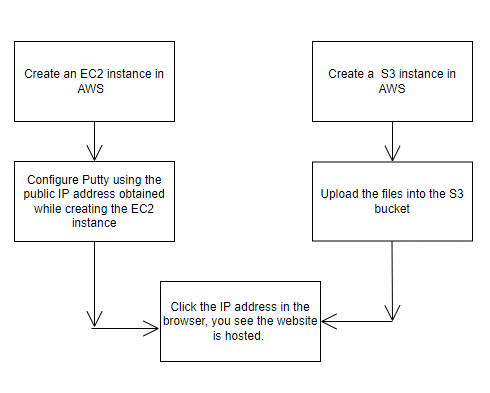 Create an EC2 instance in
AWS
Create a  S3 instance in
AWS
Configure Putty using the
public IP address obtained
while creating the EC2
instance
Upload the files into the S3
bucket
Click the IP address in the
browser, you see the website
is hosted.